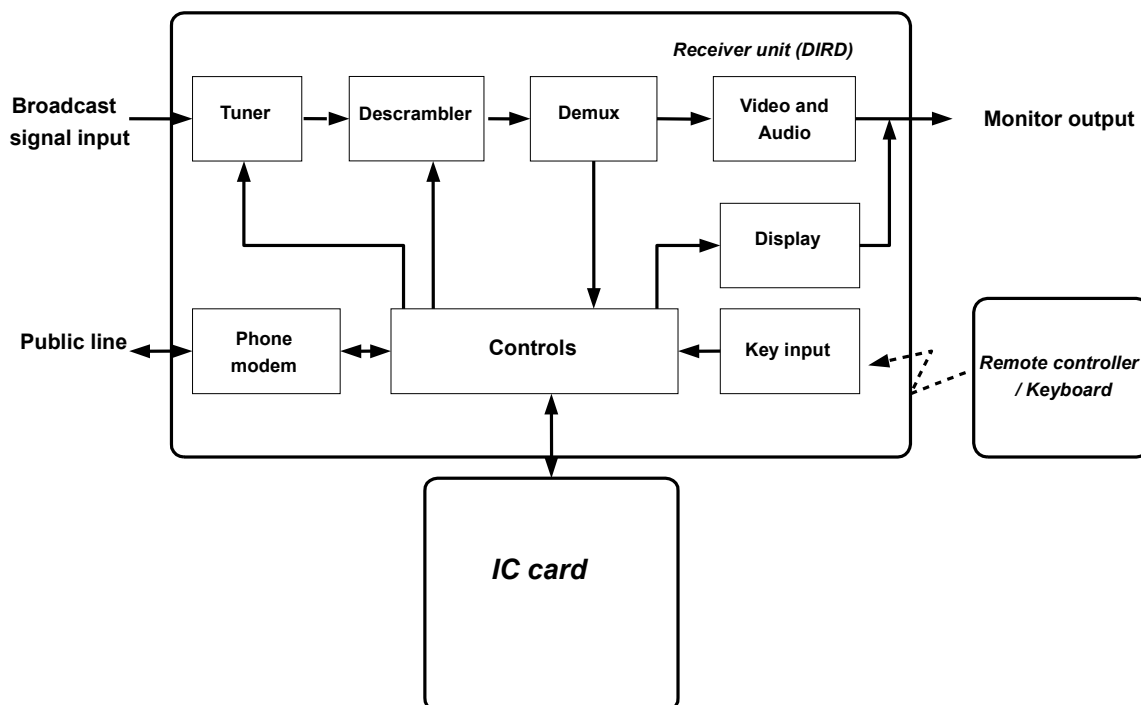 Receiver unit (DIRD)
Broadcast
signal input
Tuner
Descrambler
Demux
Video and
Audio
Monitor output
Display
Public line
Phone
modem
Controls
Key input
Remote controller
/ Keyboard
IC card